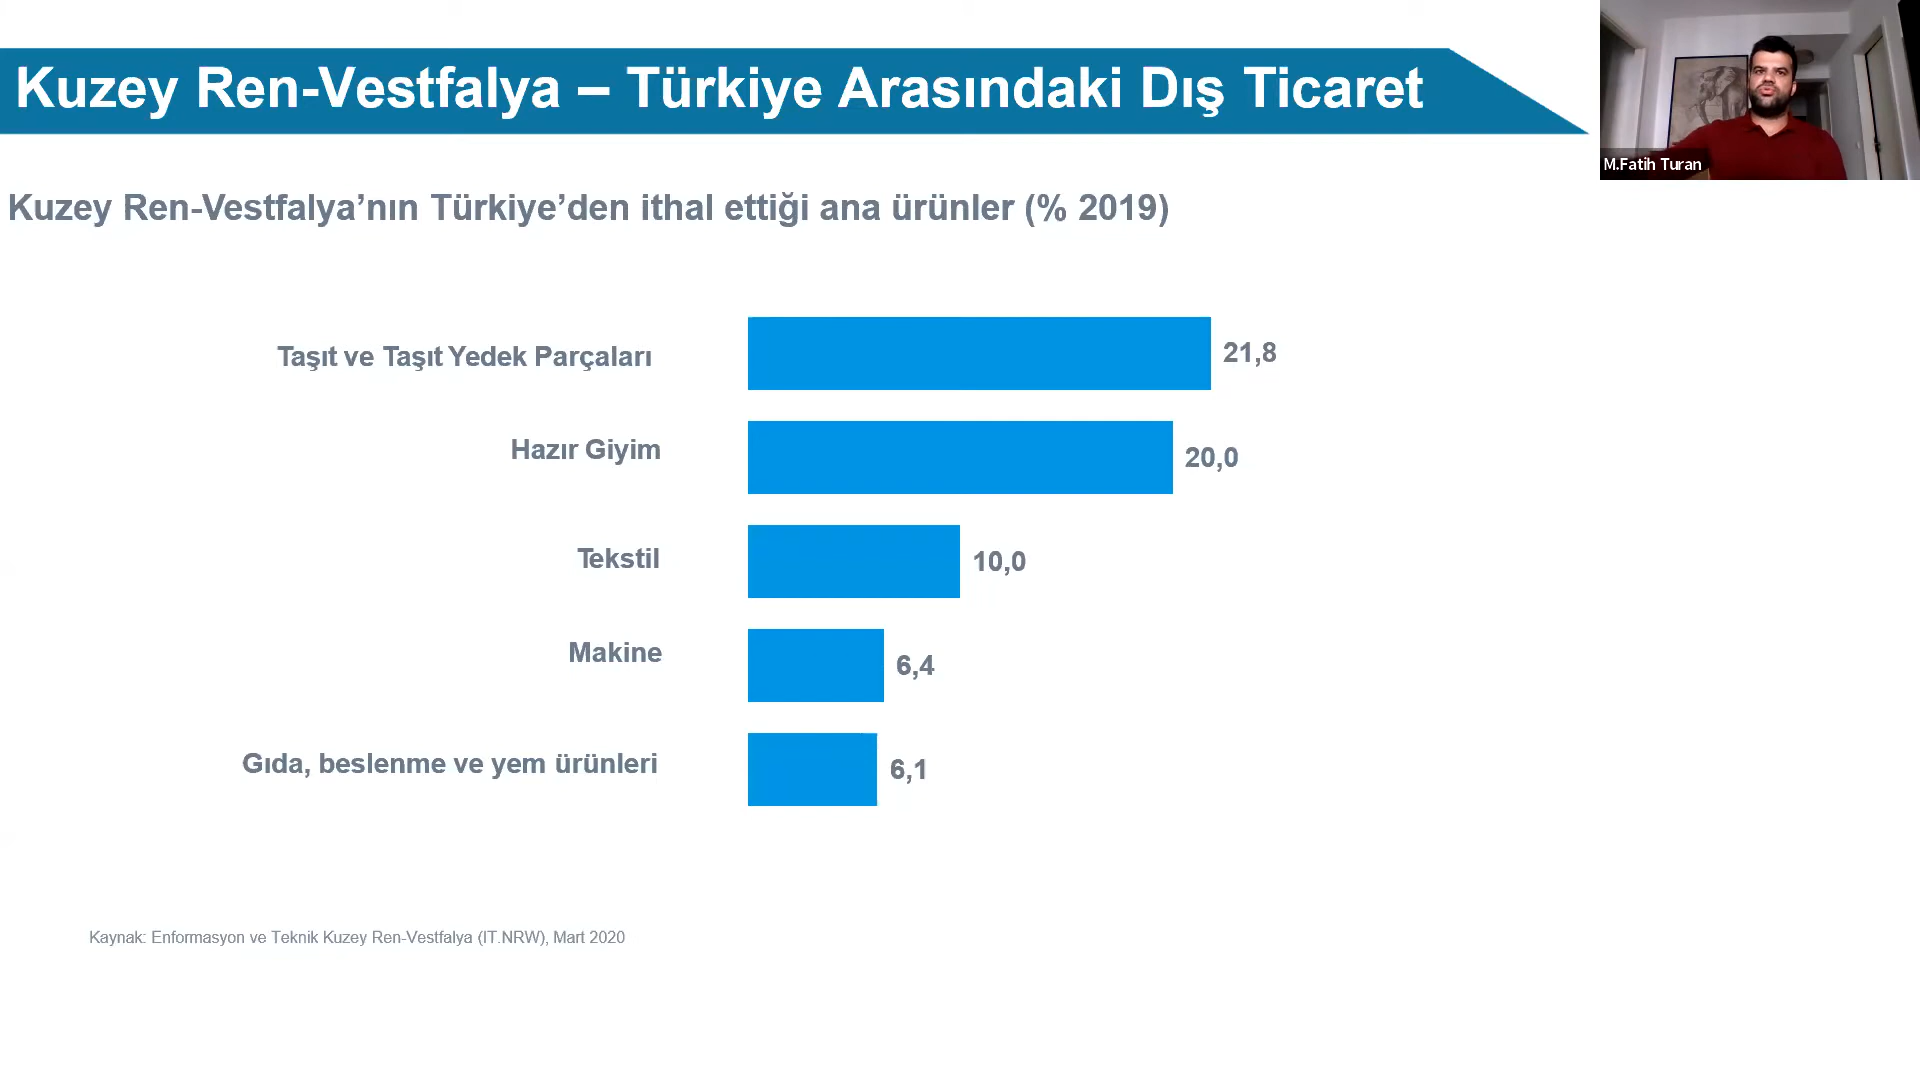 Kuzey Ren-Vestfalya – Türkiye Arasındaki Dış Ticaret
M.Fatih Turan
Kuzey Ren-Vestfalya’nın Türkiye’den ithal ettiği ana ürünler (% 2019)
Taşıt ve Taşıt Yedek Parçaları 21,8
Hazır Giyim 20,0
Tekstil 10,0
Makine 6,4
Gıda, beslenme ve yem ürünleri 6,1
Kaynak: Enformasyon ve Teknik Kuzey Ren-Vestfalya (IT.NRW), Mart 2020